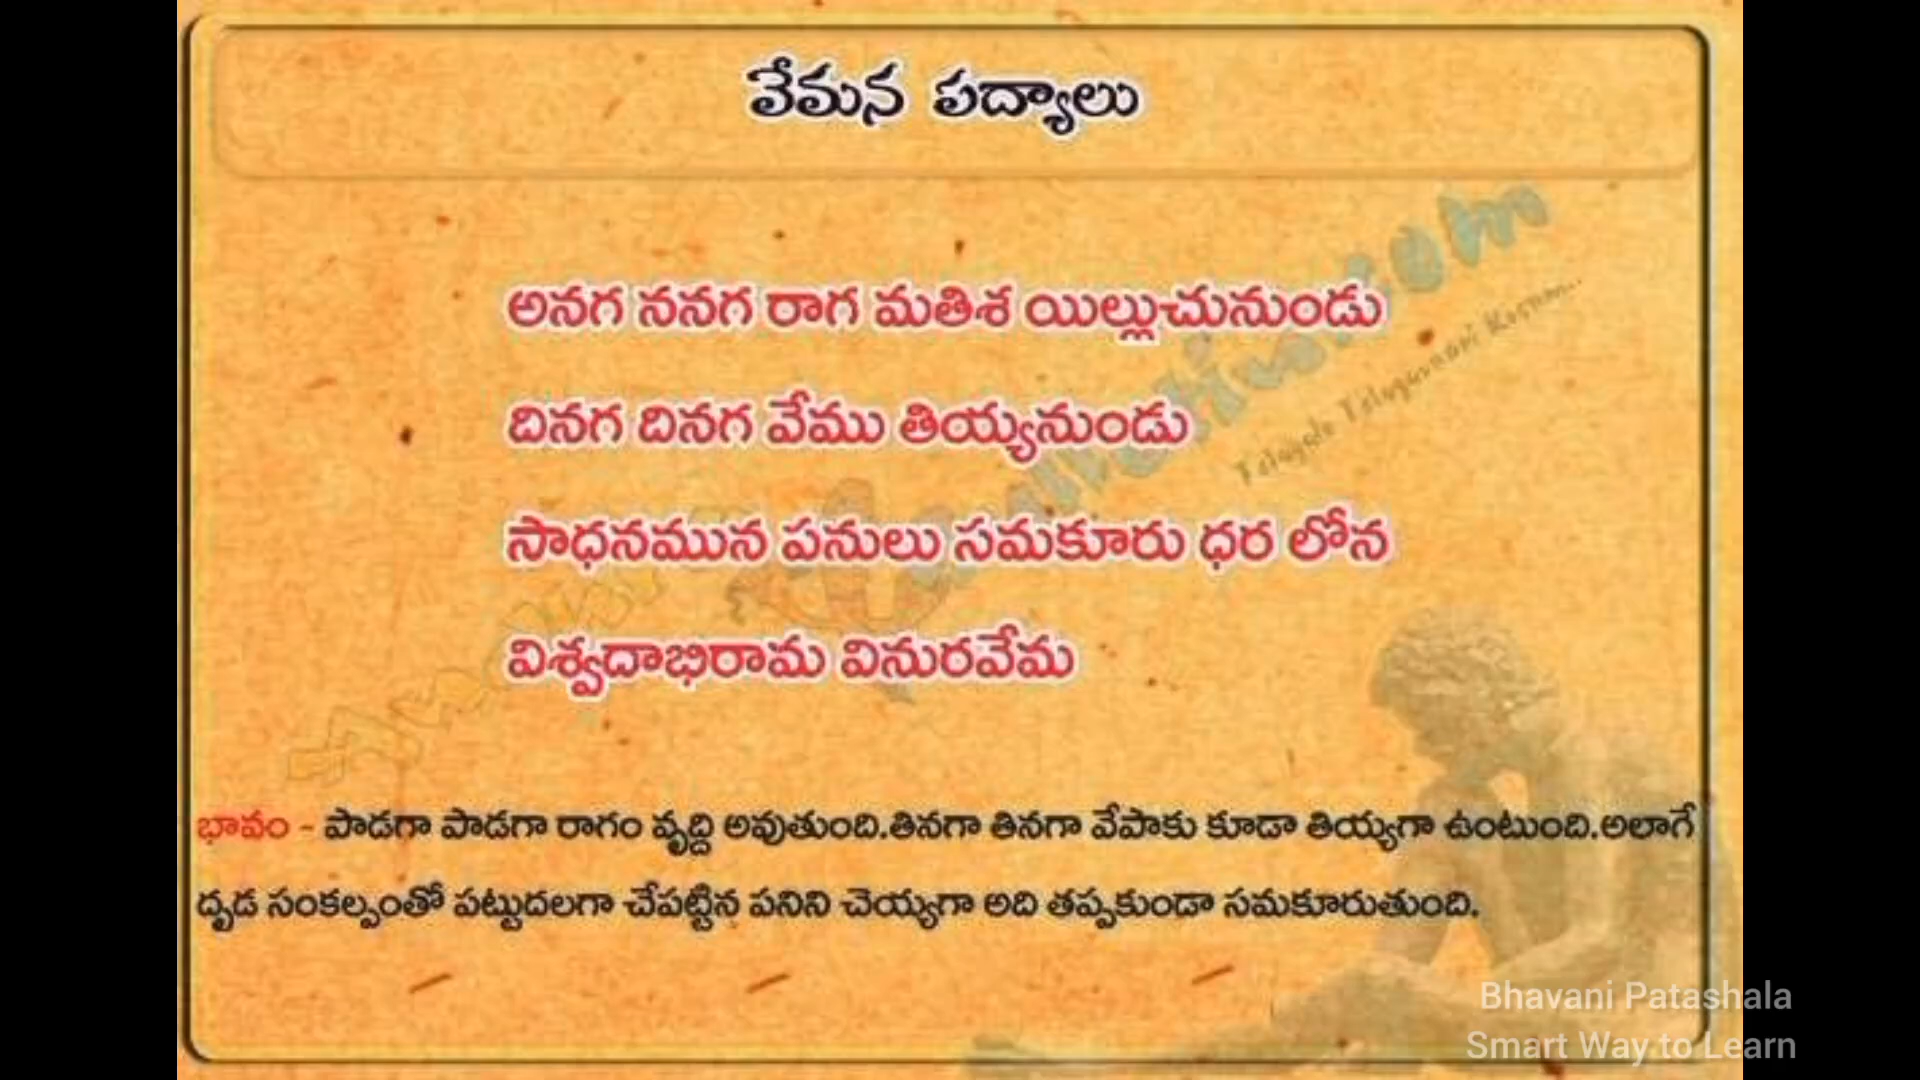 వేమన పద్యాలు
అనగ ననగ రాగ మతిశ యిల్లుచునుండు
దినగ దినగ వేము తియ్యనుండు
సాధనమున పనులు సమకూరు ధర లోన
విశ్వదాభిరామ వినురవేమ
భావం - పాడగా పాడగా రాగం వృద్ది అవుతుంది.తినగా తినగా వేపాకు కూడా తియ్యగా ఉంటుంది.అలాగే
దృడ సంకల్పంతో పట్టుదలగా చేపట్టిన పనిని చెయ్యగా అది తప్పకుండా సమకూరుతుంది.
Bhavani Patashala
Smart Way to Learn